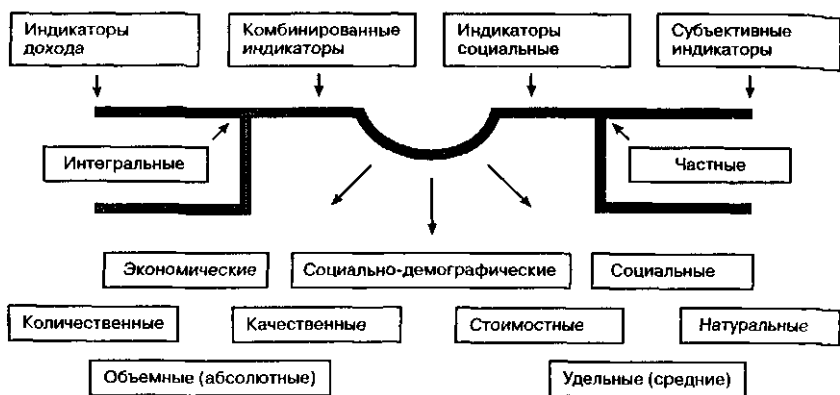 Индикаторы
дохода
Комбинированные
индикаторы
Индикаторы
социальные
Субъективные
индикаторы
Интегральные
Частные
Экономические
Социально-демографические
Социальные
Количественные
Качественные
Стоимостные
Натуральные
Объемные (абсолютные)
Удельные (средние)